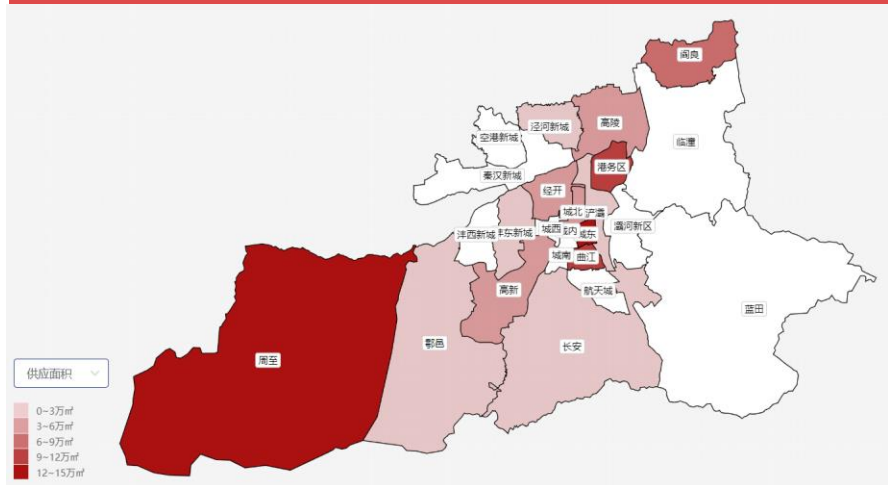 阎良
泾河新城
高陵
空港新城
临潼
港务区
秦汉新城
经开
城北
浐灞
沣西新城
沣东新城
城西
城内
城东
灞河新区
城南
曲江
高新
航天城
蓝田
鄠邑
长安
周至
供应面积
0~3万㎡
3~6万㎡
6~9万㎡
9~12万㎡
12~15万㎡